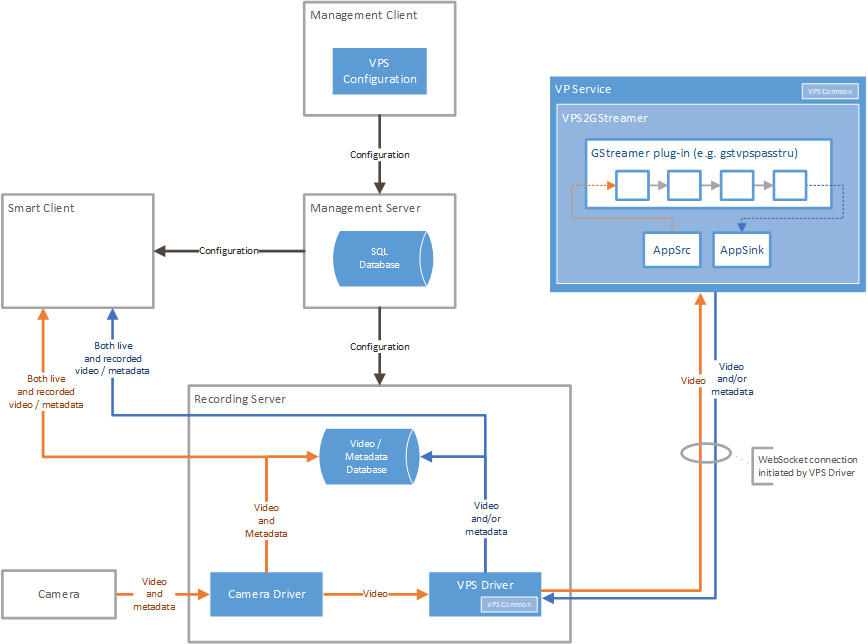 Management Client
VPS
Configuration
Configuration
VP Service
VPS Common
VPS2GStreamer
GStreamer plug-in (e.g. gstvpspasstru)
AppSrc
AppSink
Smart Client
Management Server
SQL
Database
Configuration
Configuration
Both live
and recorded
video / metadata
Both live
and recorded
video / metadata
Video
Video
and/or
metadata
Recording Server
Video /
Metadata
Database
WebSocket connection
initiated by VPS Driver
Video
and
Metadata
Video
and/or
metadata
Camera
Video
and
metadata
Camera Driver
Video
VPS Driver
VPS Common